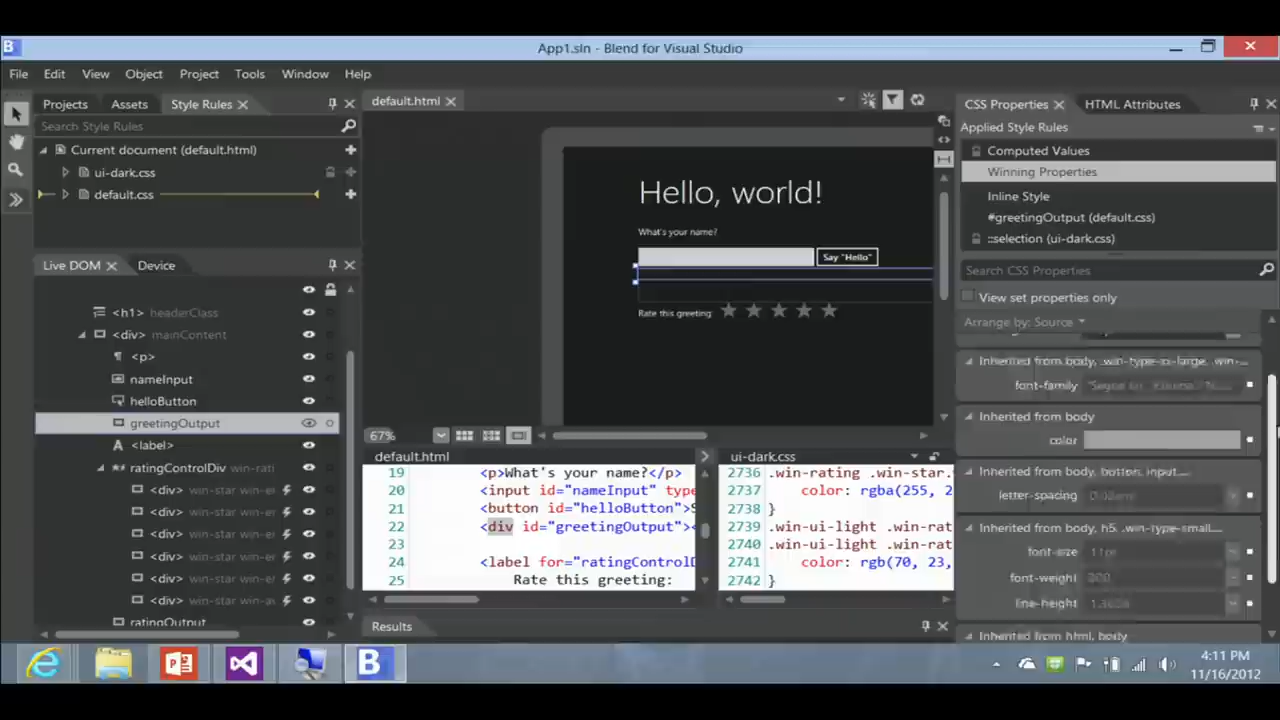 App1.sln - Blend for Visual Studio
File Edit View Object Project Tools Window Help
Projects Assets Style Rules
Search Style Rules
Current document (default.html)
ui-dark.css
default.css
Live DOM Device
<h1> headerClass
<div> mainContent
<p>
nameInput
helloButton
greetingOutput
A <label>
ratingControlDiv win-rati
<div> win-star win-e
<div> win-star win-e
<div> win-star win-e
<div> win-star win-e
<div> win-star win-e
<div> win-star win-a
ratingOutput
default.html
Hello, world!
What's your name?
Say "Hello"
Rate this greeting:
67%
default.html
19 <p>What's your name?</p>
20 <input id="nameInput" type
21 <button id="helloButton">S
22 <div id="greetingOutput"><
23
24 <label for="ratingControlD
25 Rate this greeting:
ui-dark.css
2736 .win-rating .win-star.
2737 color: rgba(255, 2
2738 }
2739 .win-ui-light .win-rat
2740 .win-ui-light .win-rat
2741 color: rgb(70, 23,
2742 }
Results
CSS Properties HTML Attributes
Applied Style Rules
Computed Values
Winning Properties
Inline Style
#greetingOutput (default.css)
::selection (ui-dark.css)
Search CSS Properties
View set properties only
Arrange by: Source
Inherited from body, .win-type-xx-large, .win-...
font-family
Inherited from body
color
Inherited from body, button, input,...
letter-spacing 0.02em
Inherited from body, h5, .win-type-small,...
font-size 11pt
font-weight
line-height
Inherited from html, body
4:11 PM
11/16/2012